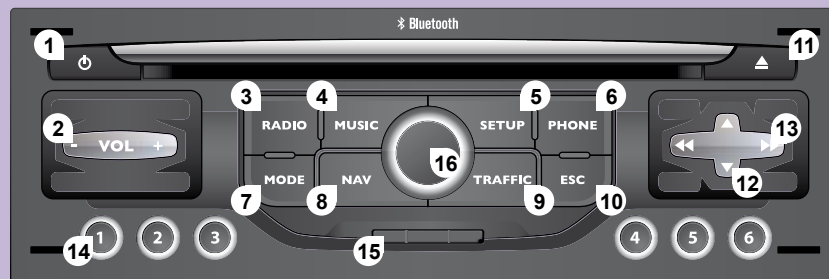 Bluetooth
1 11
3 4 5 6
2 RADIO MUSIC SETUP PHONE 13
- VOL + 16
MODE NAV TRAFFIC ESC 12
7 8 9 10
14 1 2 3 15 4 5 6